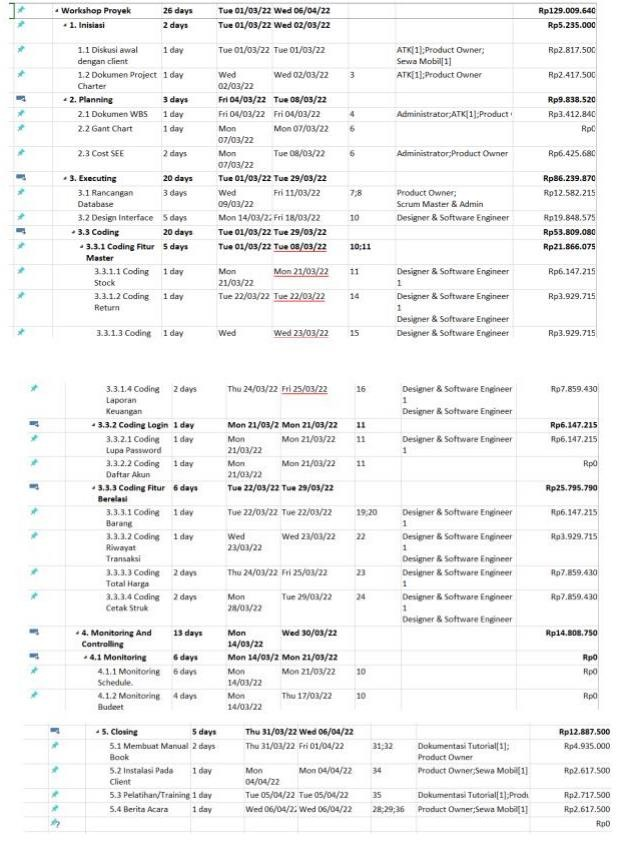 Workshop Proyek 26 days Tue 01/03/22 Wed 06/04/22 Rp129.009.640
1. Inisiasi 2 days Tue 01/03/22 Wed 02/03/22 Rp5.235.000
1.1 Diskusi awal 1 day Tue 01/03/22 Tue 01/03/22 ATK[1];Product Owner; Rp2.817.500
dengan client Sewa Mobil[1]
1.2 Dokumen Project 1 day Wed Wed 02/03/22 3 ATK[1];Product Owner Rp2.417.500
Charter 02/03/22
2. Planning 3 days Fri 04/03/22 Tue 08/03/22 Rp9.838.520
2.1 Dokumen WBS 1 day Fri 04/03/22 Fri 04/03/22 4 Administrator;ATK[1];Product Rp3.412.840
2.2 Gant Chart 1 day Mon Mon 07/03/22 6 Rp0
07/03/22
2.3 Cost SEE 2 days Mon Tue 08/03/22 6 Administrator;Product Owner Rp6.425.680
07/03/22
3. Executing 20 days Tue 01/03/22 Tue 29/03/22 Rp86.239.870
3.1 Rancangan 3 days Wed Fri 11/03/22 7;8 Product Owner; Rp12.582.215
Database 09/03/22 Scrum Master & Admin
3.2 Design Interface 5 days Mon 14/03/22 Fri 18/03/22 10 Designer & Software Engineer Rp19.848.575
3.3 Coding 20 days Tue 01/03/22 Tue 29/03/22 Rp53.809.080
3.3.1 Coding Fitur 5 days Tue 01/03/22 Tue 08/03/22 10;11 Rp21.866.075
Master
3.3.1.1 Coding 1 day Mon Mon 21/03/22 11 Designer & Software Engineer Rp6.147.215
Stock 21/03/22 1
3.3.1.2 Coding 1 day Tue 22/03/22 Tue 22/03/22 14 Designer & Software Engineer Rp3.929.715
Return 1
Designer & Software Engineer
3.3.1.3 Coding 1 day Wed Wed 23/03/22 15 Designer & Software Engineer Rp3.929.715
3.3.1.4 Coding 2 days Thu 24/03/22 Fri 25/03/22 16 Designer & Software Engineer Rp7.859.430
Laporan 1
Keuangan Designer & Software Engineer
3.3.2 Coding Login 1 day Mon 21/03/2 Mon 21/03/22 11 Rp6.147.215
3.3.2.1 Coding 1 day Mon Mon 21/03/22 11 Designer & Software Engineer Rp6.147.215
Lupa Password 21/03/22 1
3.3.2.2 Coding 1 day Mon Mon 21/03/22 11 Rp0
Daftar Akun 21/03/22
3.3.3 Coding Fitur 6 days Tue 22/03/22 Tue 29/03/22 Rp25.795.790
Berelasi
3.3.3.1 Coding 1 day Tue 22/03/22 Tue 22/03/22 19;20 Designer & Software Engineer Rp6.147.215
Barang 1
3.3.3.2 Coding 1 day Wed Wed 23/03/22 22 Designer & Software Engineer Rp3.929.715
Riwayat 23/03/22 1
Transaksi Designer & Software Engineer
3.3.3.3 Coding 2 days Thu 24/03/22 Fri 25/03/22 23 Designer & Software Engineer Rp7.859.430
Total Harga 1
3.3.3.4 Coding 2 days Mon Tue 29/03/22 24 Designer & Software Engineer Rp7.859.430
Cetak Struk 28/03/22 1
Designer & Software Engineer
4. Monitoring And 13 days Mon Wed 30/03/22 Rp14.808.750
Controlling 14/03/22
4.1 Monitoring 6 days Mon 14/03/2 Mon 21/03/22 Rp0
4.1.1 Monitoring 6 days Mon Mon 21/03/22 10 Rp0
Schedule. 14/03/22
4.1.2 Monitoring 4 days Mon Thu 17/03/22 10 Rp0
Budget 14/03/22
5. Closing 5 days Thu 31/03/22 Wed 06/04/22 Rp12.887.500
5.1 Membuat Manual 2 days Thu 31/03/22 Fri 01/04/22 31;32 Dokumentasi Tutorial[1]; Rp4.935.000
Book Product Owner
5.2 Instalasi Pada 1 day Mon Mon 04/04/22 34 Product Owner;Sewa Mobil[1] Rp2.617.500
Client 04/04/22
5.3 Pelatihan/Training 1 day Tue 05/04/22 Tue 05/04/22 35 Dokumentasi Tutorial[1];Produ Rp2.717.500
5.4 Berita Acara 1 day Wed 06/04/22 Wed 06/04/22 28;29;36 Product Owner;Sewa Mobil[1] Rp2.617.500
Rp0